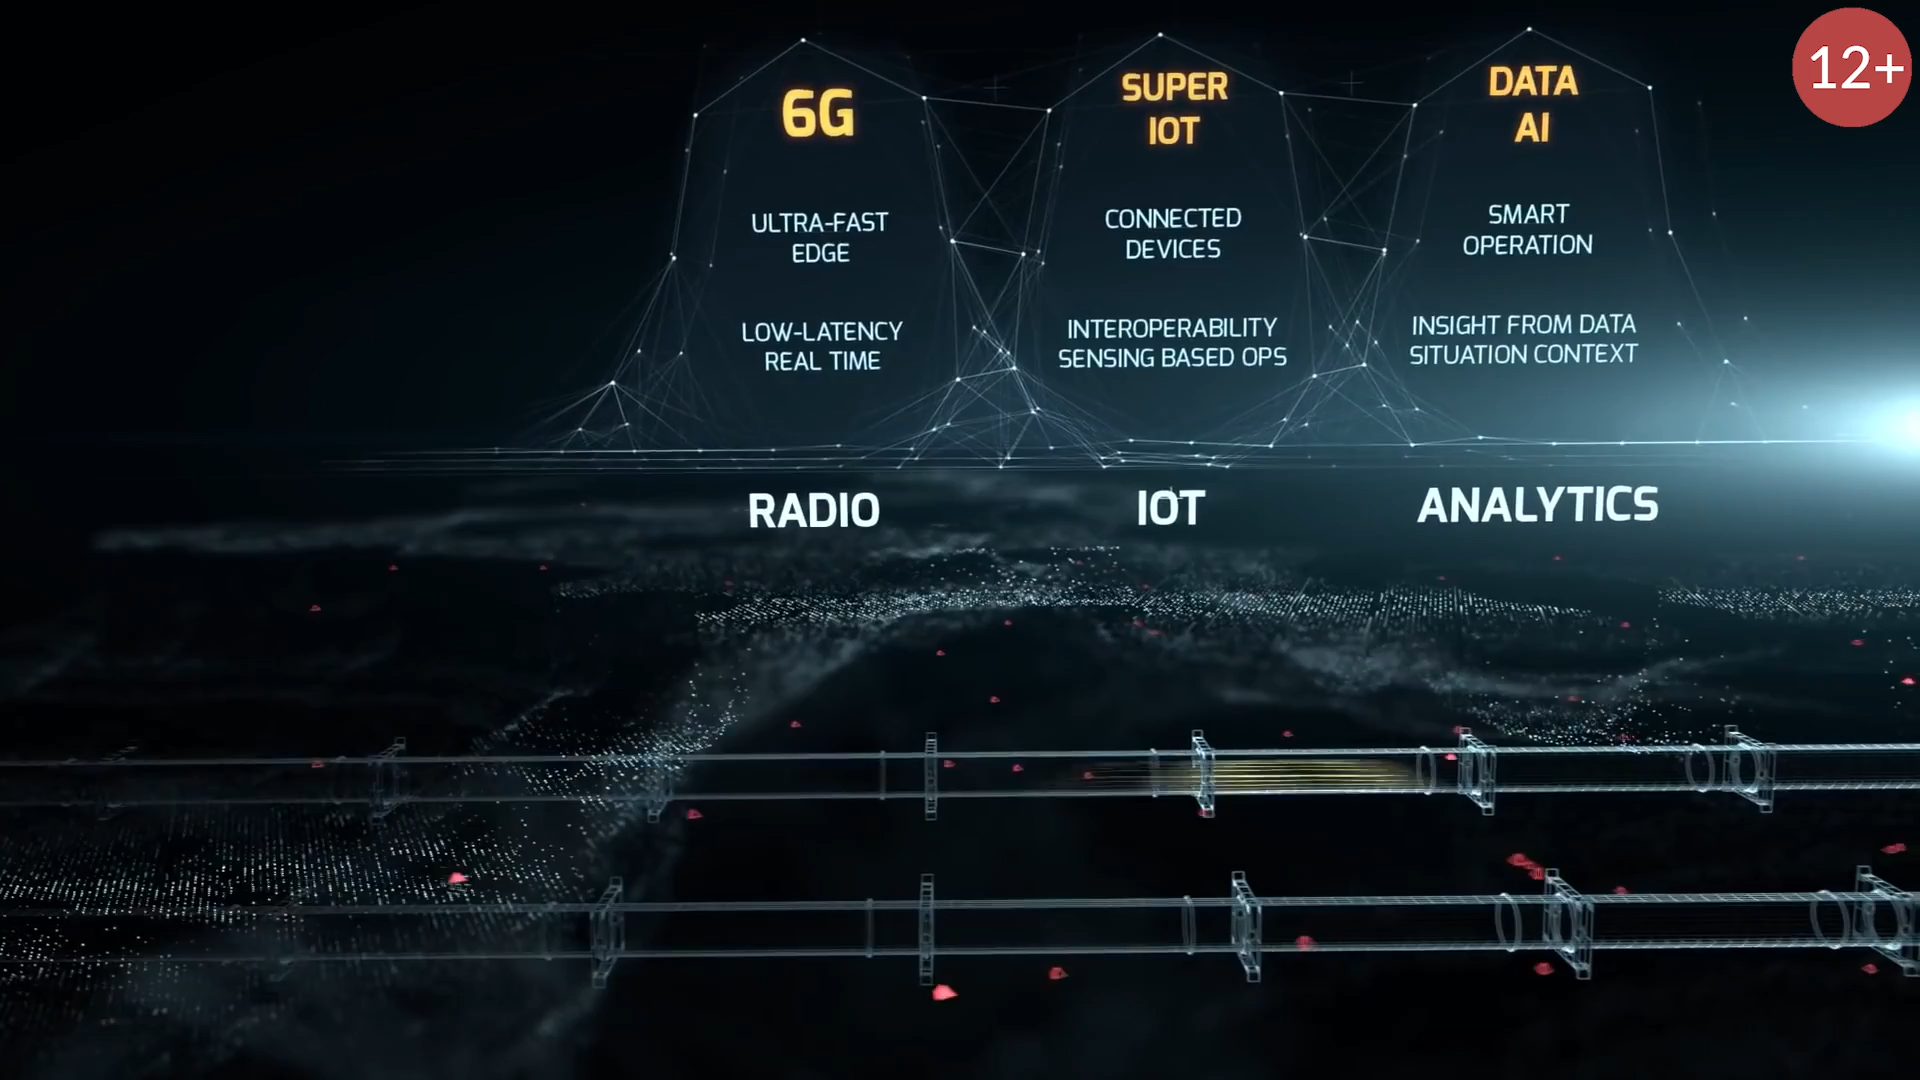 12+
6G
ULTRA-FAST
EDGE
LOW-LATENCY
REAL TIME
RADIO
SUPER
IOT
CONNECTED
DEVICES
INTEROPERABILITY
SENSING BASED OPS
IOT
DATA
AI
SMART
OPERATION
INSIGHT FROM DATA
SITUATION CONTEXT
ANALYTICS